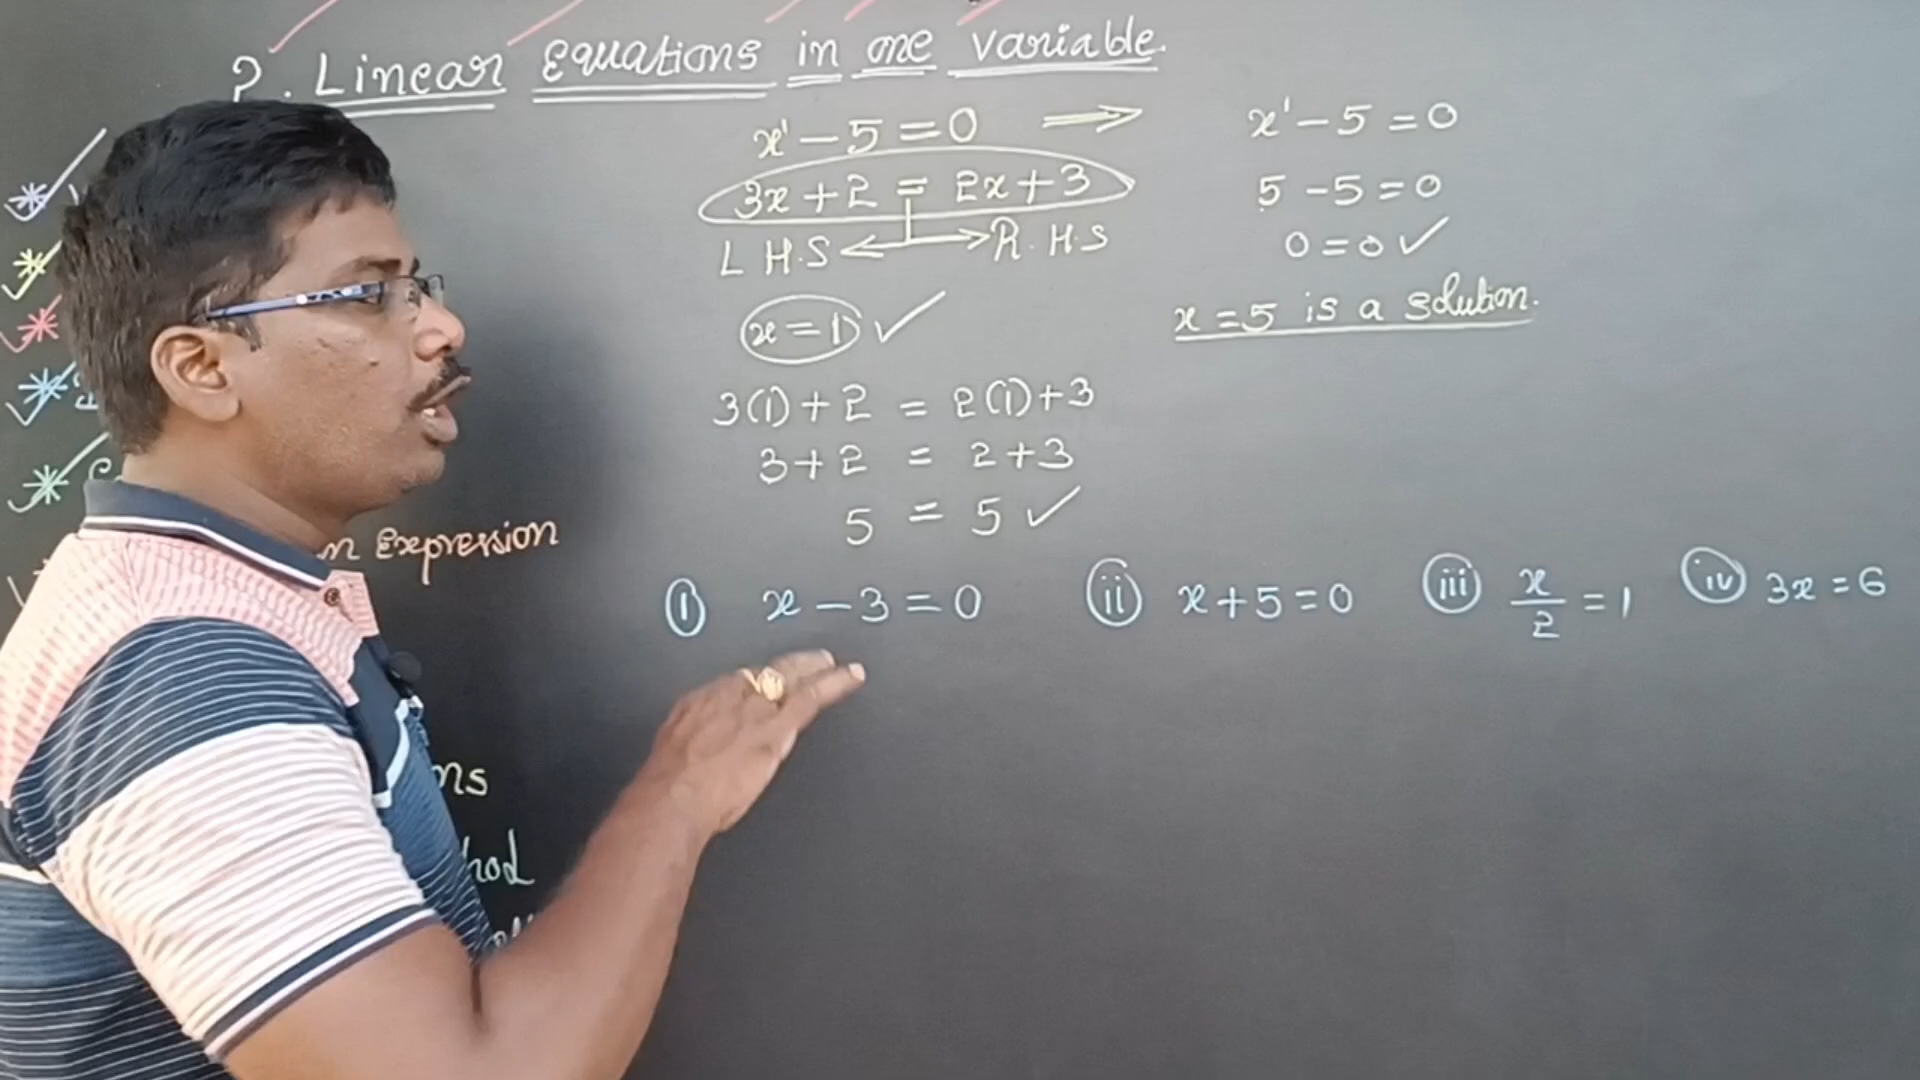 2. Linear Equations in one variable.
x¹ - 5 = 0 ⟹ x¹ - 5 = 0
3x + 2 = 2x + 3
5 - 5 = 0
L H.S R.H.S
0 = 0 ✓
x = 1 ✓
x = 5 is a solution.
3(1) + 2 = 2(1) + 3
3 + 2 = 2 + 3
5 = 5 ✓
Expression
(i) x - 3 = 0 (ii) x + 5 = 0 (iii) x/2 = 1 (iv) 3x = 6